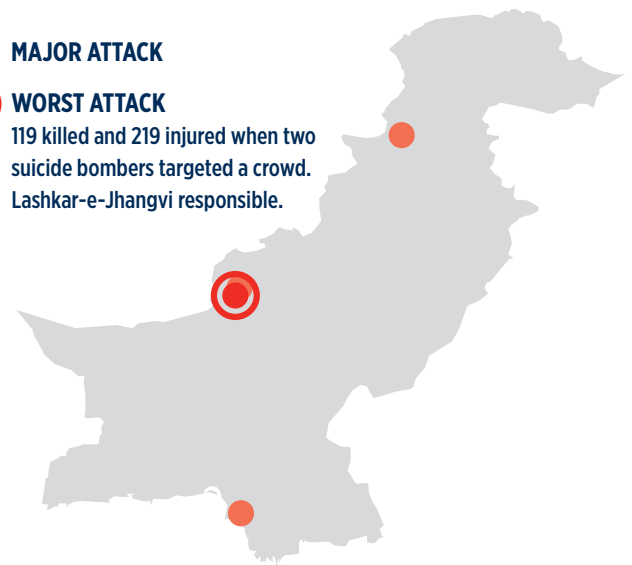 MAJOR ATTACK
WORST ATTACK
119 killed and 219 injured when two
suicide bombers targeted a crowd.
Lashkar-e-Jhangvi responsible.